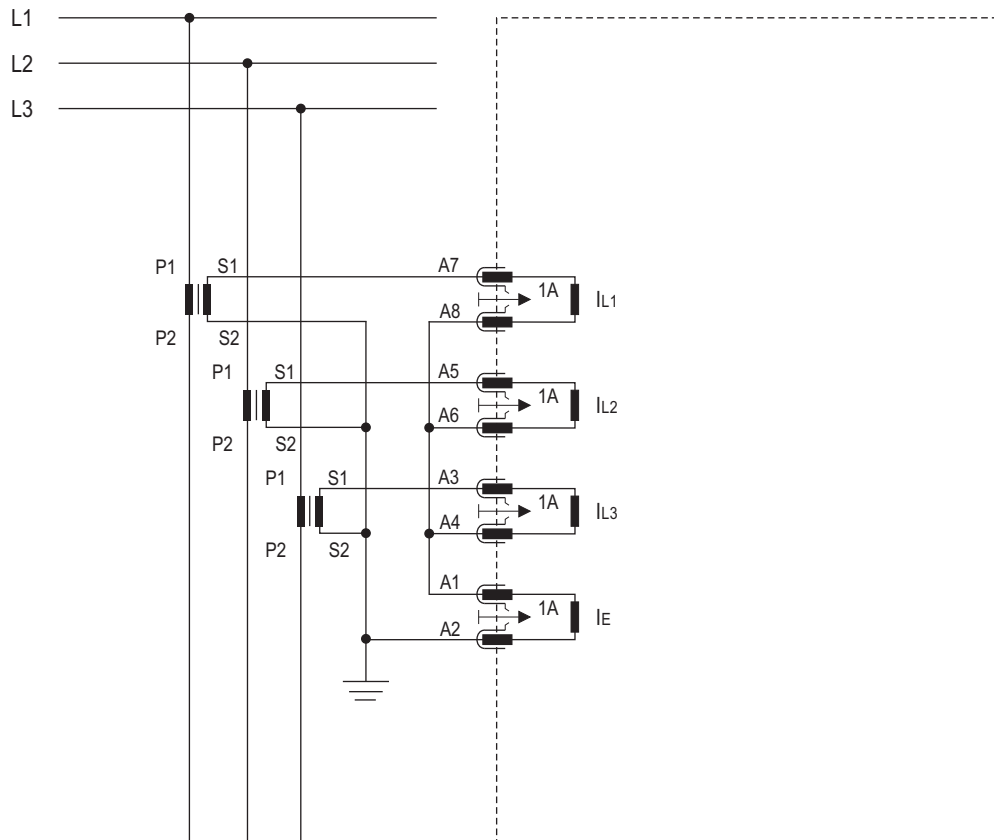 L1
L2
L3
P1 S1 A7 1A IL1
A8
P2 S2
P1 S1 A5 1A IL2
A6
P2 S2
P1 S1 A3 1A IL3
A4
P2 S2
A1 1A IE
A2